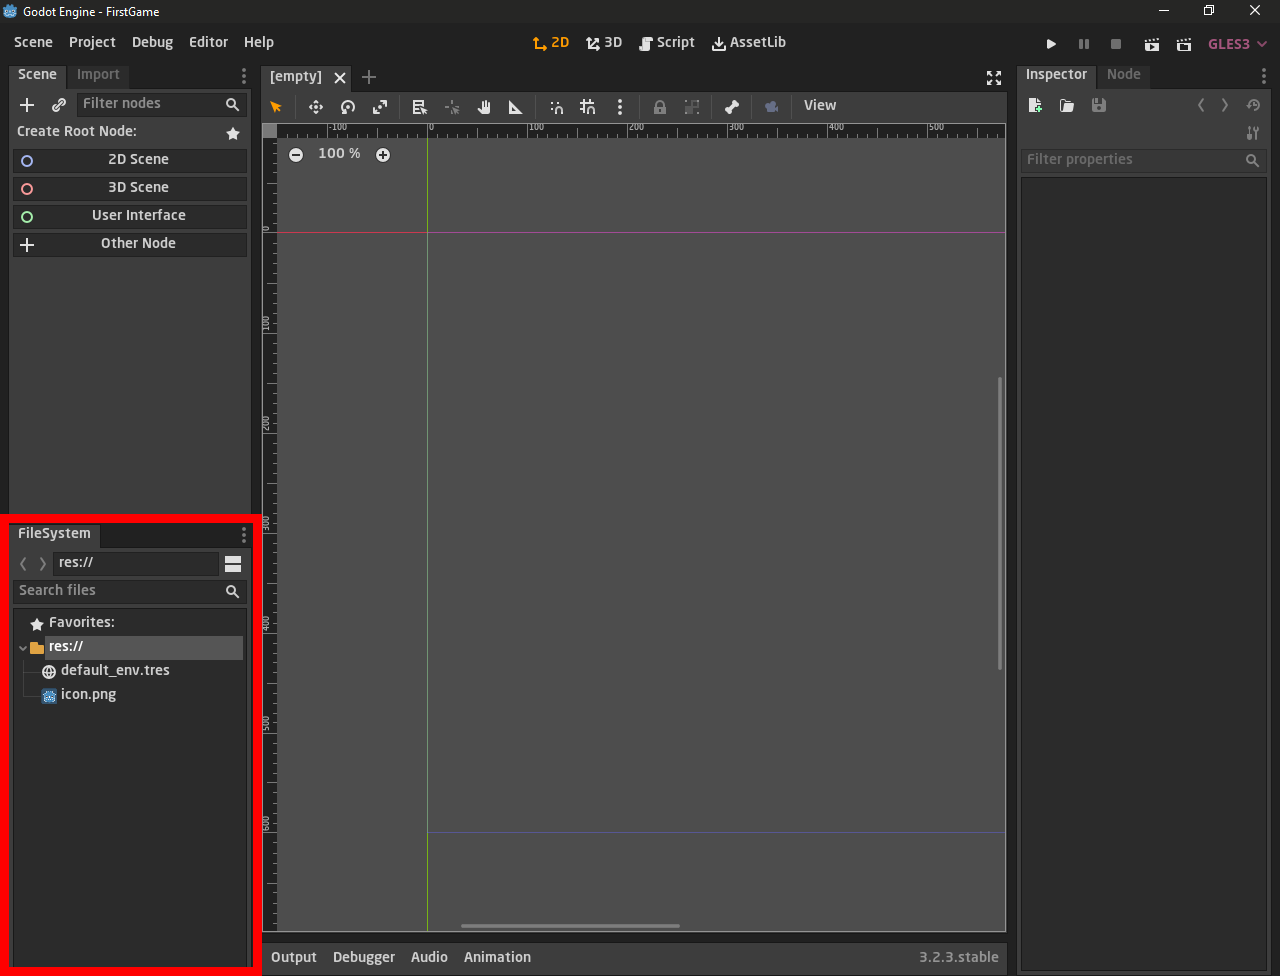 Godot Engine - FirstGame
Scene Project Debug Editor Help
2D 3D Script AssetLib
GLES3
Scene Import
Filter nodes
Create Root Node:
2D Scene
3D Scene
User Interface
Other Node
FileSystem
res://
Search files
Favorites:
res://
default_env.tres
icon.png
[empty]
View
-100 0 100 200 300 400 500
100 %
0
100
200
300
400
500
600
Output Debugger Audio Animation
3.2.3.stable
Inspector Node
Filter properties